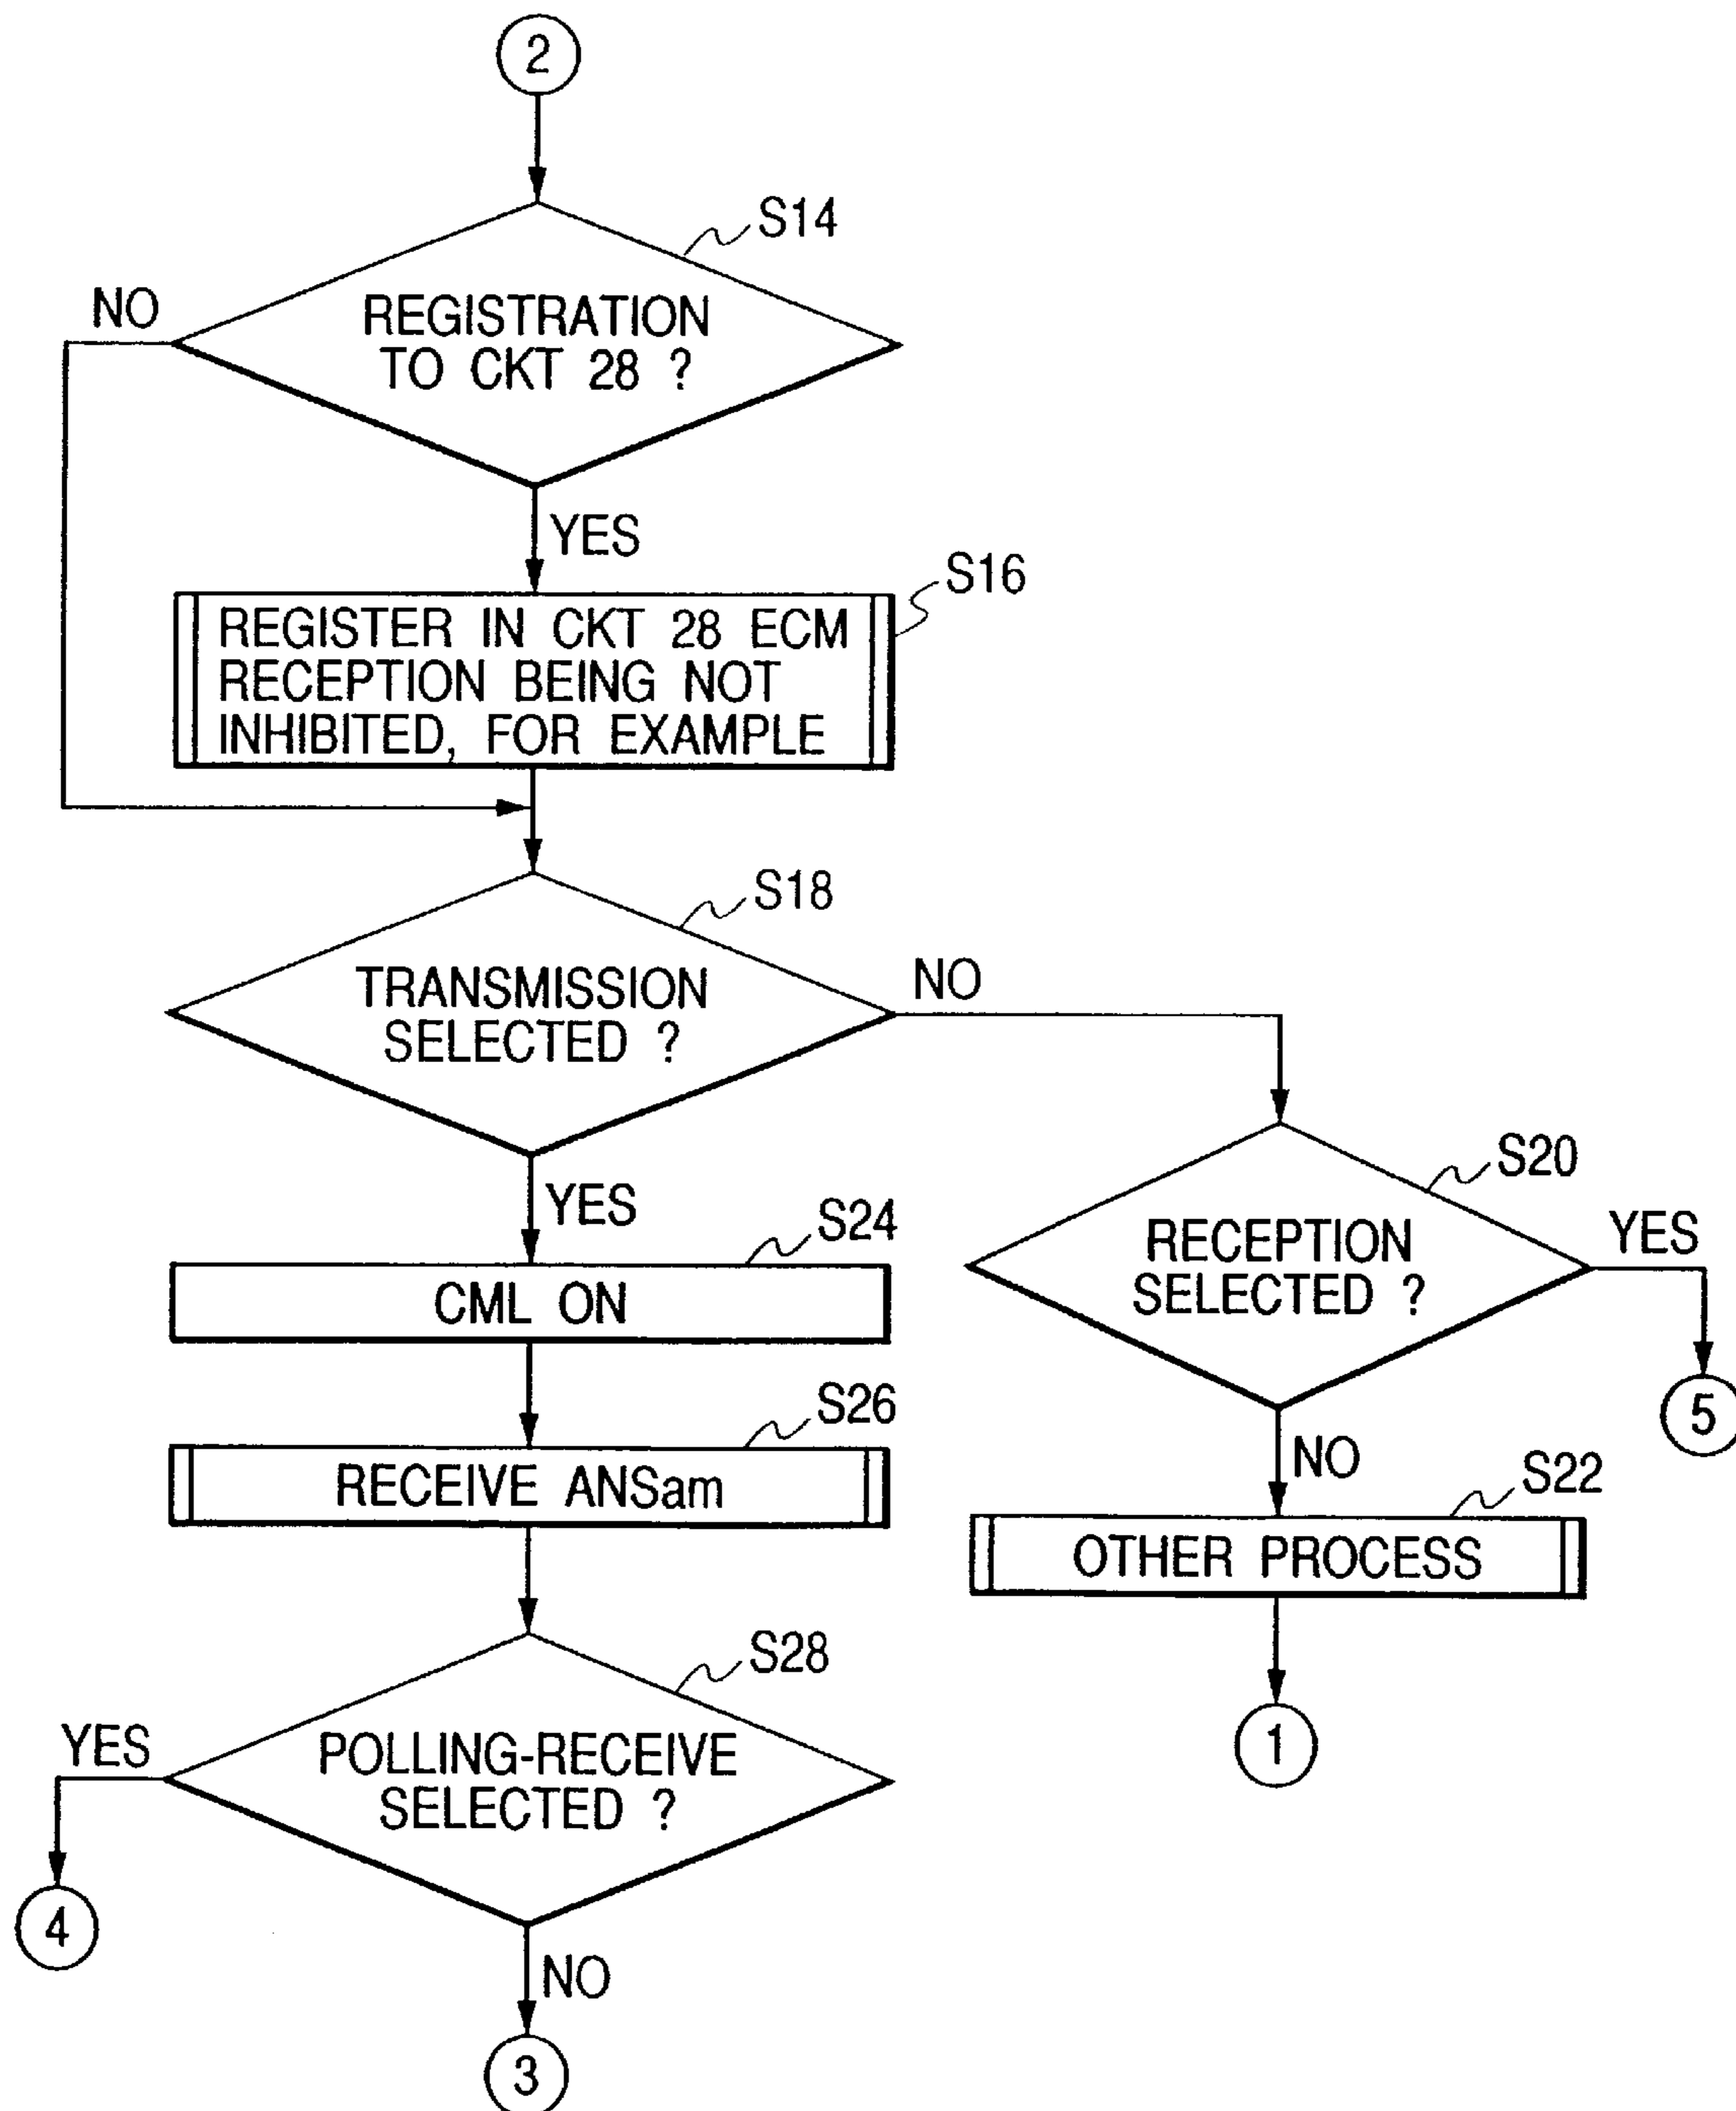 2
S14
NO
REGISTRATION
TO CKT 28 ?
YES
S16
REGISTER IN CKT 28 ECM
RECEPTION BEING NOT
INHIBITED, FOR EXAMPLE
S18
TRANSMISSION
SELECTED ?
NO
YES
S20
RECEPTION
SELECTED ?
YES
5
S24
CML ON
S26
RECEIVE ANSam
NO
S22
OTHER PROCESS
1
S28
POLLING-RECEIVE
SELECTED ?
YES
4
NO
3